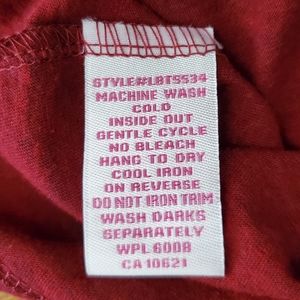 STYLE#LBTS534
MACHINE WASH
COLD
INSIDE OUT
GENTLE CYCLE
NO BLEACH
HANG TO DRY
COOL IRON
ON REVERSE
DO NOT IRON TRIM
WASH DARKS
SEPARATELY
WPL 6008
CA 10621